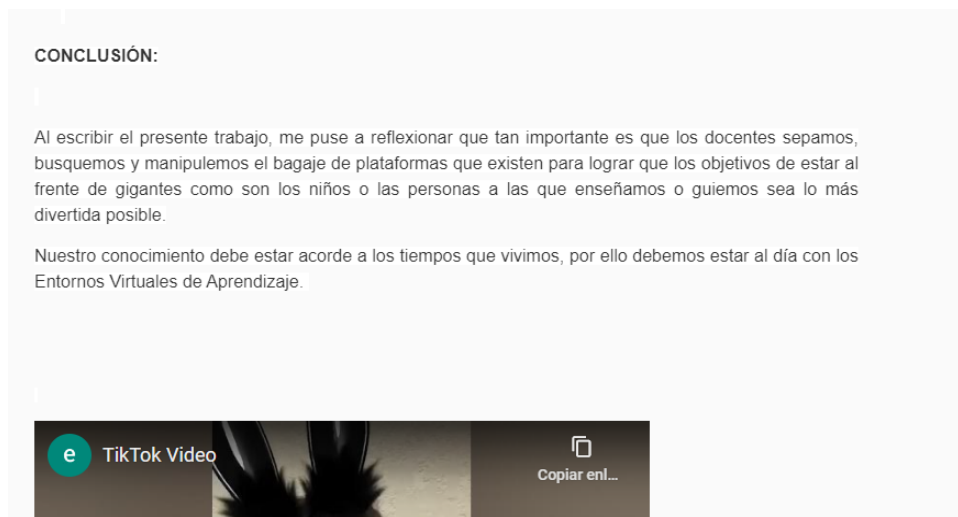 CONCLUSIÓN:
Al escribir el presente trabajo, me puse a reflexionar que tan importante es que los docentes sepamos,
busquemos y manipulemos el bagaje de plataformas que existen para lograr que los objetivos de estar al
frente de gigantes como son los niños o las personas a las que enseñamos o guiemos sea lo más
divertida posible.
Nuestro conocimiento debe estar acorde a los tiempos que vivimos, por ello debemos estar al día con los
Entornos Virtuales de Aprendizaje.
e TikTok Video
Copiar enl...